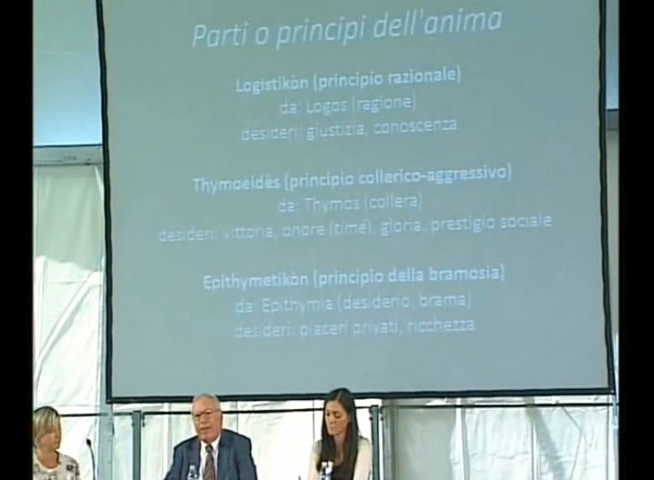 Parti o principi dell'anima
Logistikòn (principio razionale)
da: Logos (ragione)
desideri: giustizia, conoscenza
Thymoeidès (principio collerico-aggressivo)
da: Thymos (collera)
desideri: vittoria, onore (timé), gloria, prestigio sociale
Epithymetikòn (principio della bramosia)
da: Epithymia (desiderio, brama)
desideri: piaceri privati, ricchezza